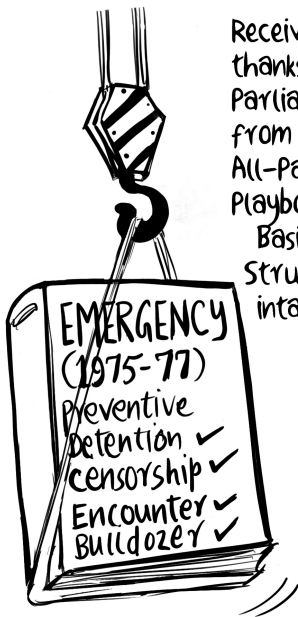 Receiv
thanks
Parlia
from
All-Pa
Playbo
Basi
Stru
inta
EMERGENCY
(1975-77)
Preventive
Detention ✓
censorship ✓
Encounter ✓
Bulldozer ✓